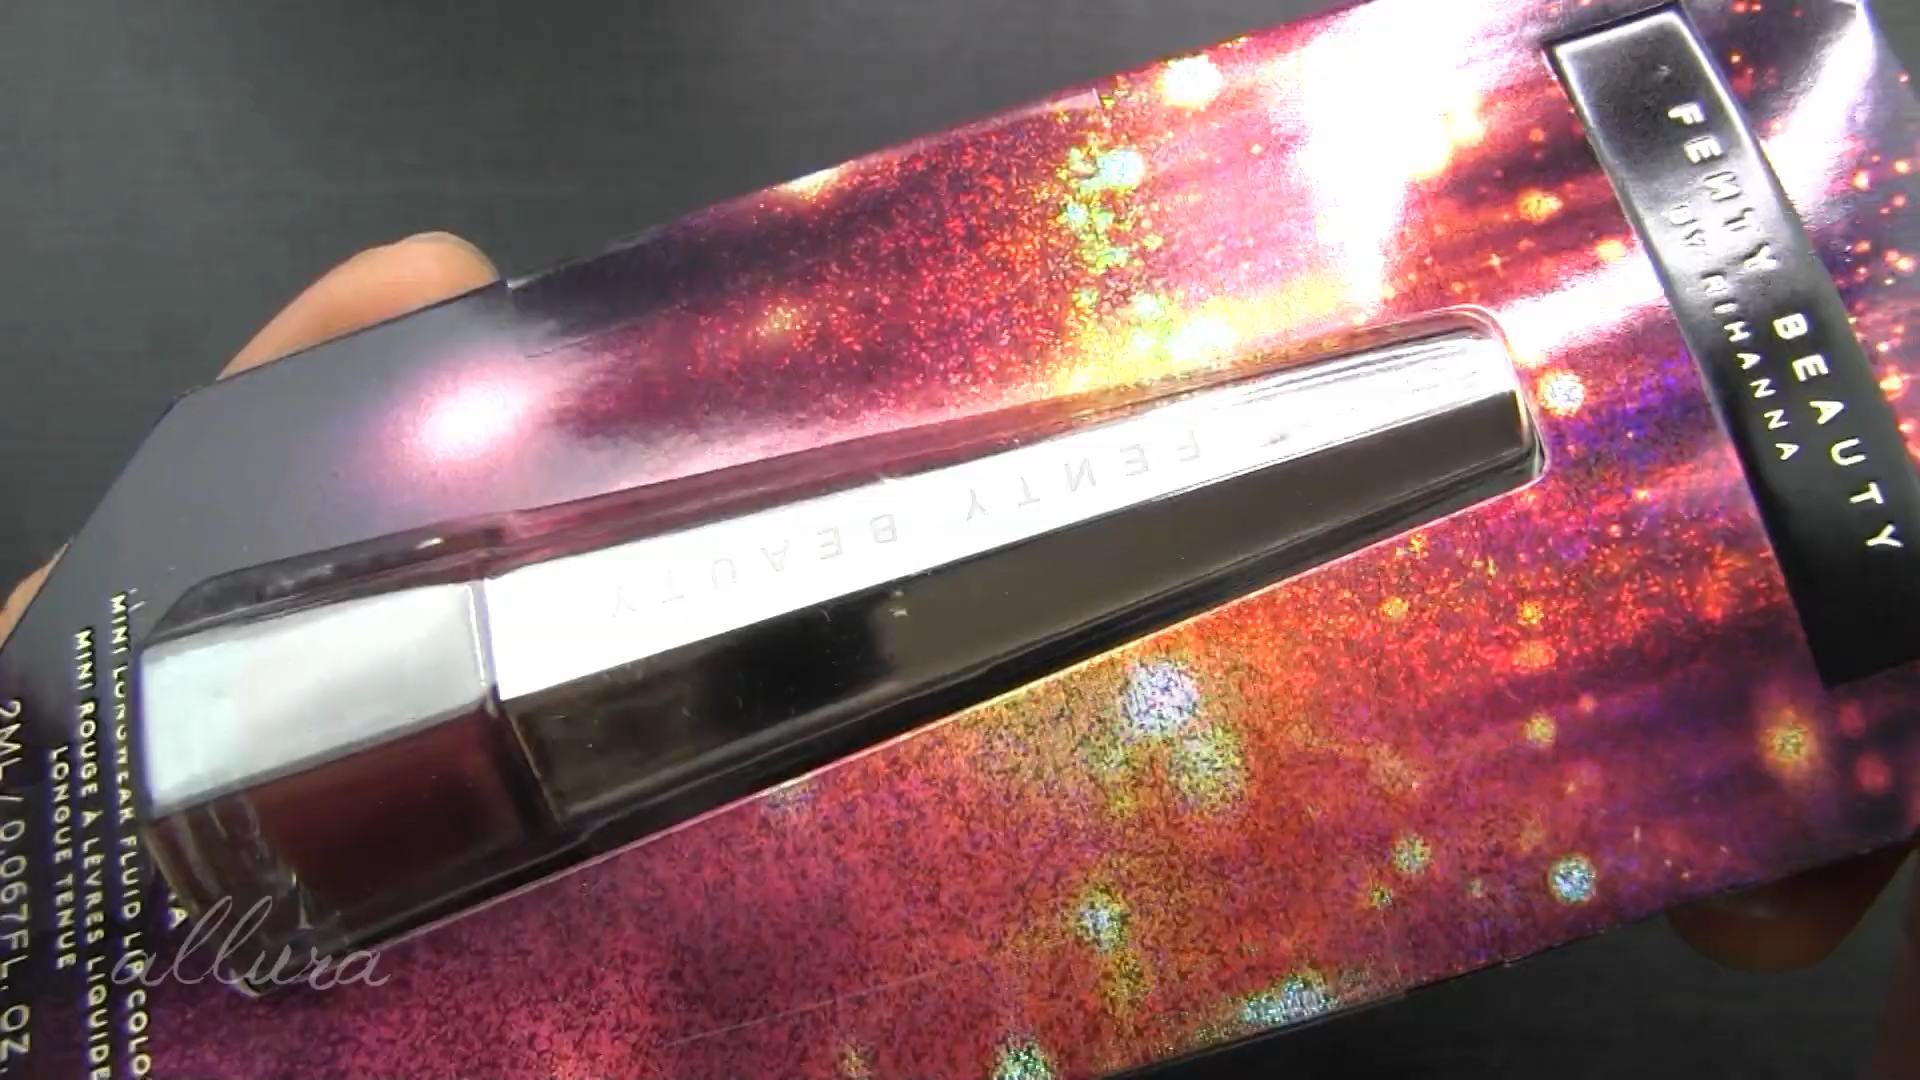 FENTY BEAUTY
BY RIHANNA
FENTY BEAUTY
MINI LONGWEAR FLUID LIP COLO
MINI ROUGE À LÈVRES LIQUIDE
LONGUE TENUE
2ML / 0.067FL. OZ.
allura